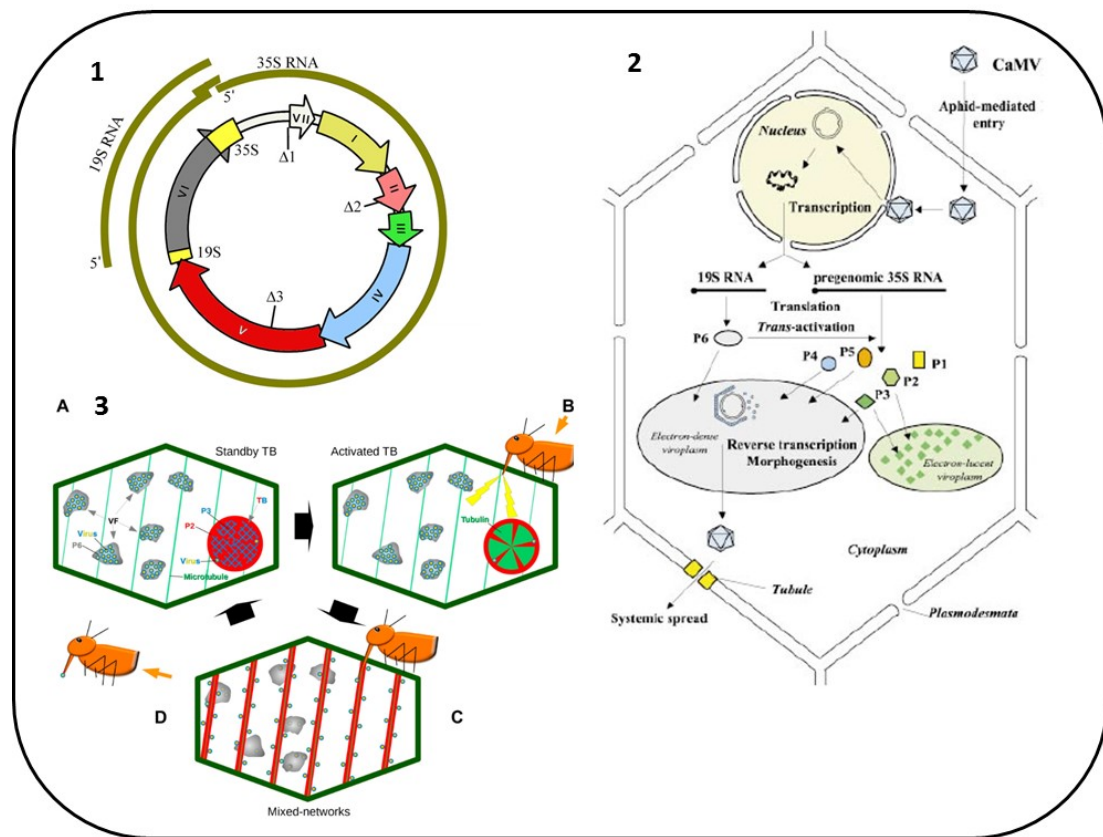 1
35S RNA
5'
19S RNA
5'
35S
VII
Δ1
I
II
Δ2
III
IV
V
Δ3
19S
VI
2
CaMV
Aphid-mediated
entry
Nucleus
Transcription
19S RNA
pregenomic 35S RNA
Translation
Trans-activation
P6
P4
P5
P1
P2
P3
Electron-dense
viroplasm
Reverse transcription
Morphogenesis
Electron-lucent
viroplasm
Cytoplasm
Tubule
Systemic spread
Plasmodesmata
3
A
Standby TB
VF
P3
TB
P2
Virus
P6
Virus
Microtubule
B
Activated TB
Tubulin
D
C
Mixed-networks